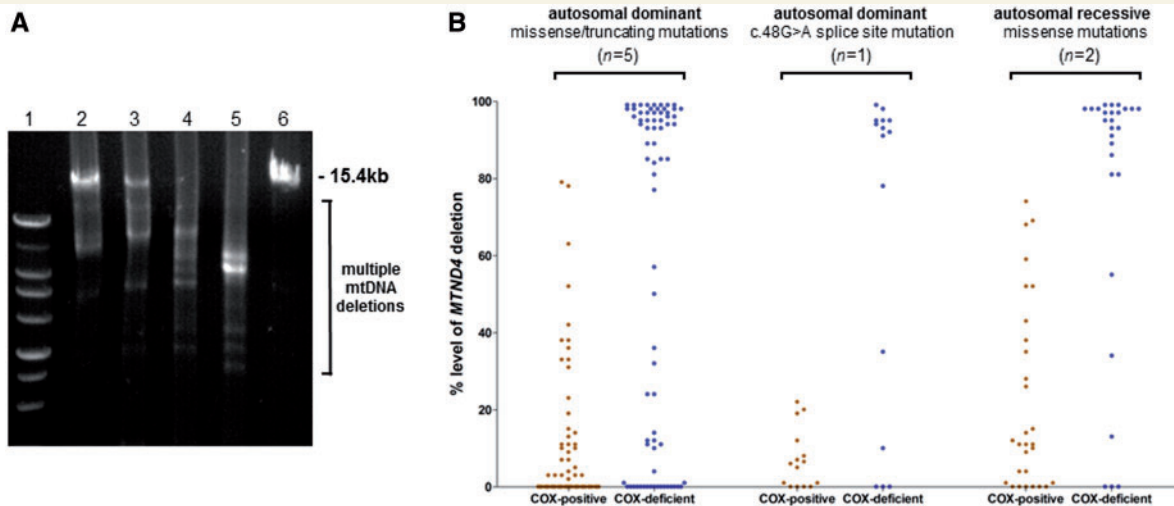 A
1 2 3 4 5 6
- 15.4kb
multiple
mtDNA
deletions
B
autosomal dominant
missense/truncating mutations
(n=5)
autosomal dominant
c.48G>A splice site mutation
(n=1)
autosomal recessive
missense mutations
(n=2)
% level of MTND4 deletion
100
80
60
40
20
0
COX-positive COX-deficient COX-positive COX-deficient COX-positive COX-deficient